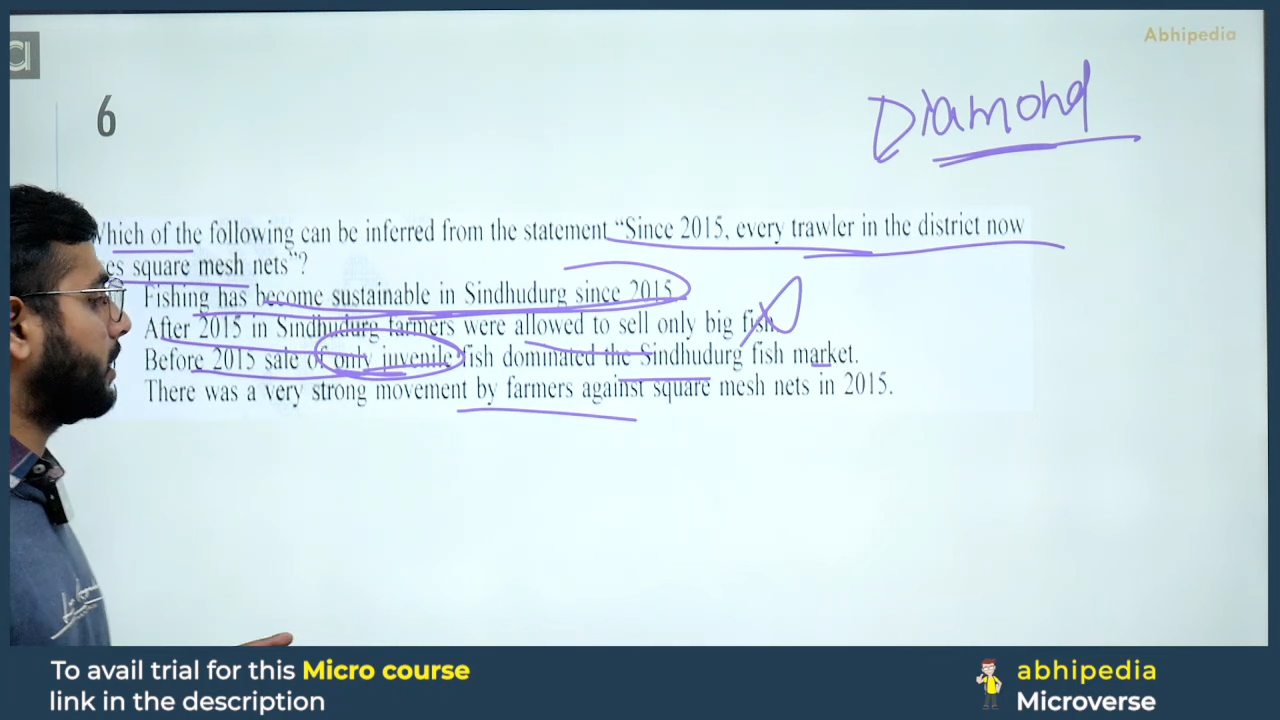 Abhipedia
a
6
Diamond
Which of the following can be inferred from the statement “Since 2015, every trawler in the district now
es square mesh nets”?
Fishing has become sustainable in Sindhudurg since 2015
After 2015 in Sindhudurg farmers were allowed to sell only big fish
Before 2015 sale of only juvenile fish dominated the Sindhudurg fish market.
There was a very strong movement by farmers against square mesh nets in 2015.
To avail trial for this Micro course
link in the description
abhipedia
Microverse